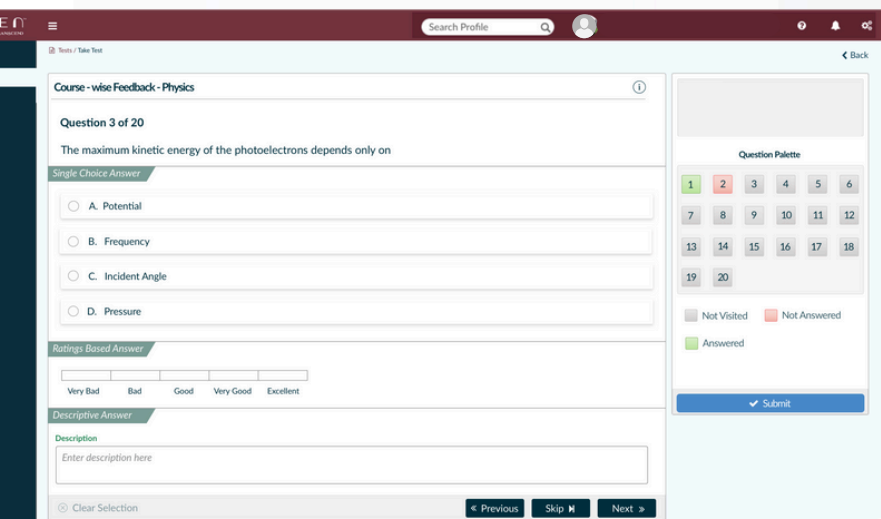 Search Profile
Tests / Take Test
Back
Course - wise Feedback - Physics
Question 3 of 20
The maximum kinetic energy of the photoelectrons depends only on
Single Choice Answer
A. Potential
B. Frequency
C. Incident Angle
D. Pressure
Ratings Based Answer
Very Bad Bad Good Very Good Excellent
Descriptive Answer
Description
Enter description here
Clear Selection
« Previous Skip Next »
Question Palette
1 2 3 4 5 6
7 8 9 10 11 12
13 14 15 16 17 18
19 20
Not Visited Not Answered
Answered
Submit